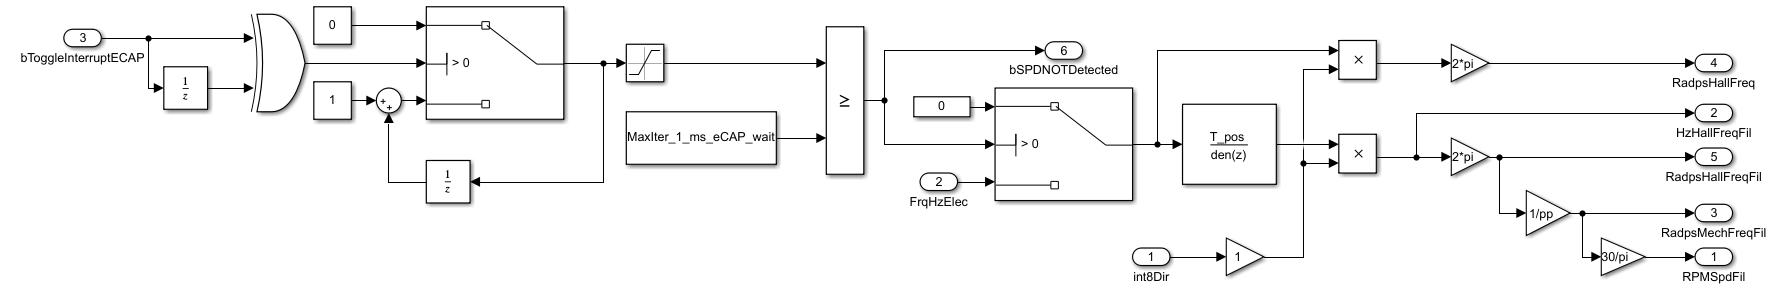 3
bToggleInterruptECAP
1
z
0
1
+
+
> 0
1
z
MaxIter_1_ms_eCAP_wait
≥
6
bSPDNOTDetected
0
> 0
2
FrqHzElec
T_pos
den(z)
1
int8Dir
1
×
×
2*pi
4
RadpsHallFreq
2
HzHallFreqFil
2*pi
5
RadpsHallFreqFil
1/pp
3
RadpsMechFreqFil
30/pi
1
RPMSpdFil